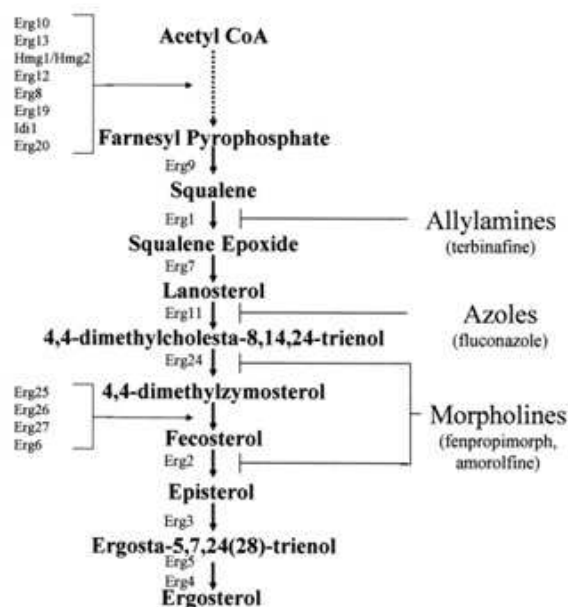 Erg10
Erg13
Hmg1/Hmg2
Erg12
Erg8
Erg19
Idi1
Erg20
Acetyl CoA
Farnesyl Pyrophosphate
Erg9
Squalene
Erg1
Allylamines
(terbinafine)
Squalene Epoxide
Erg7
Lanosterol
Erg11
Azoles
(fluconazole)
4,4-dimethylcholesta-8,14,24-trienol
Erg24
4,4-dimethylzymosterol
Erg25
Erg26
Erg27
Erg6
Morpholines
(fenpropimorph,
amorolfine)
Fecosterol
Erg2
Episterol
Erg3
Ergosta-5,7,24(28)-trienol
Erg5
Erg4
Ergosterol